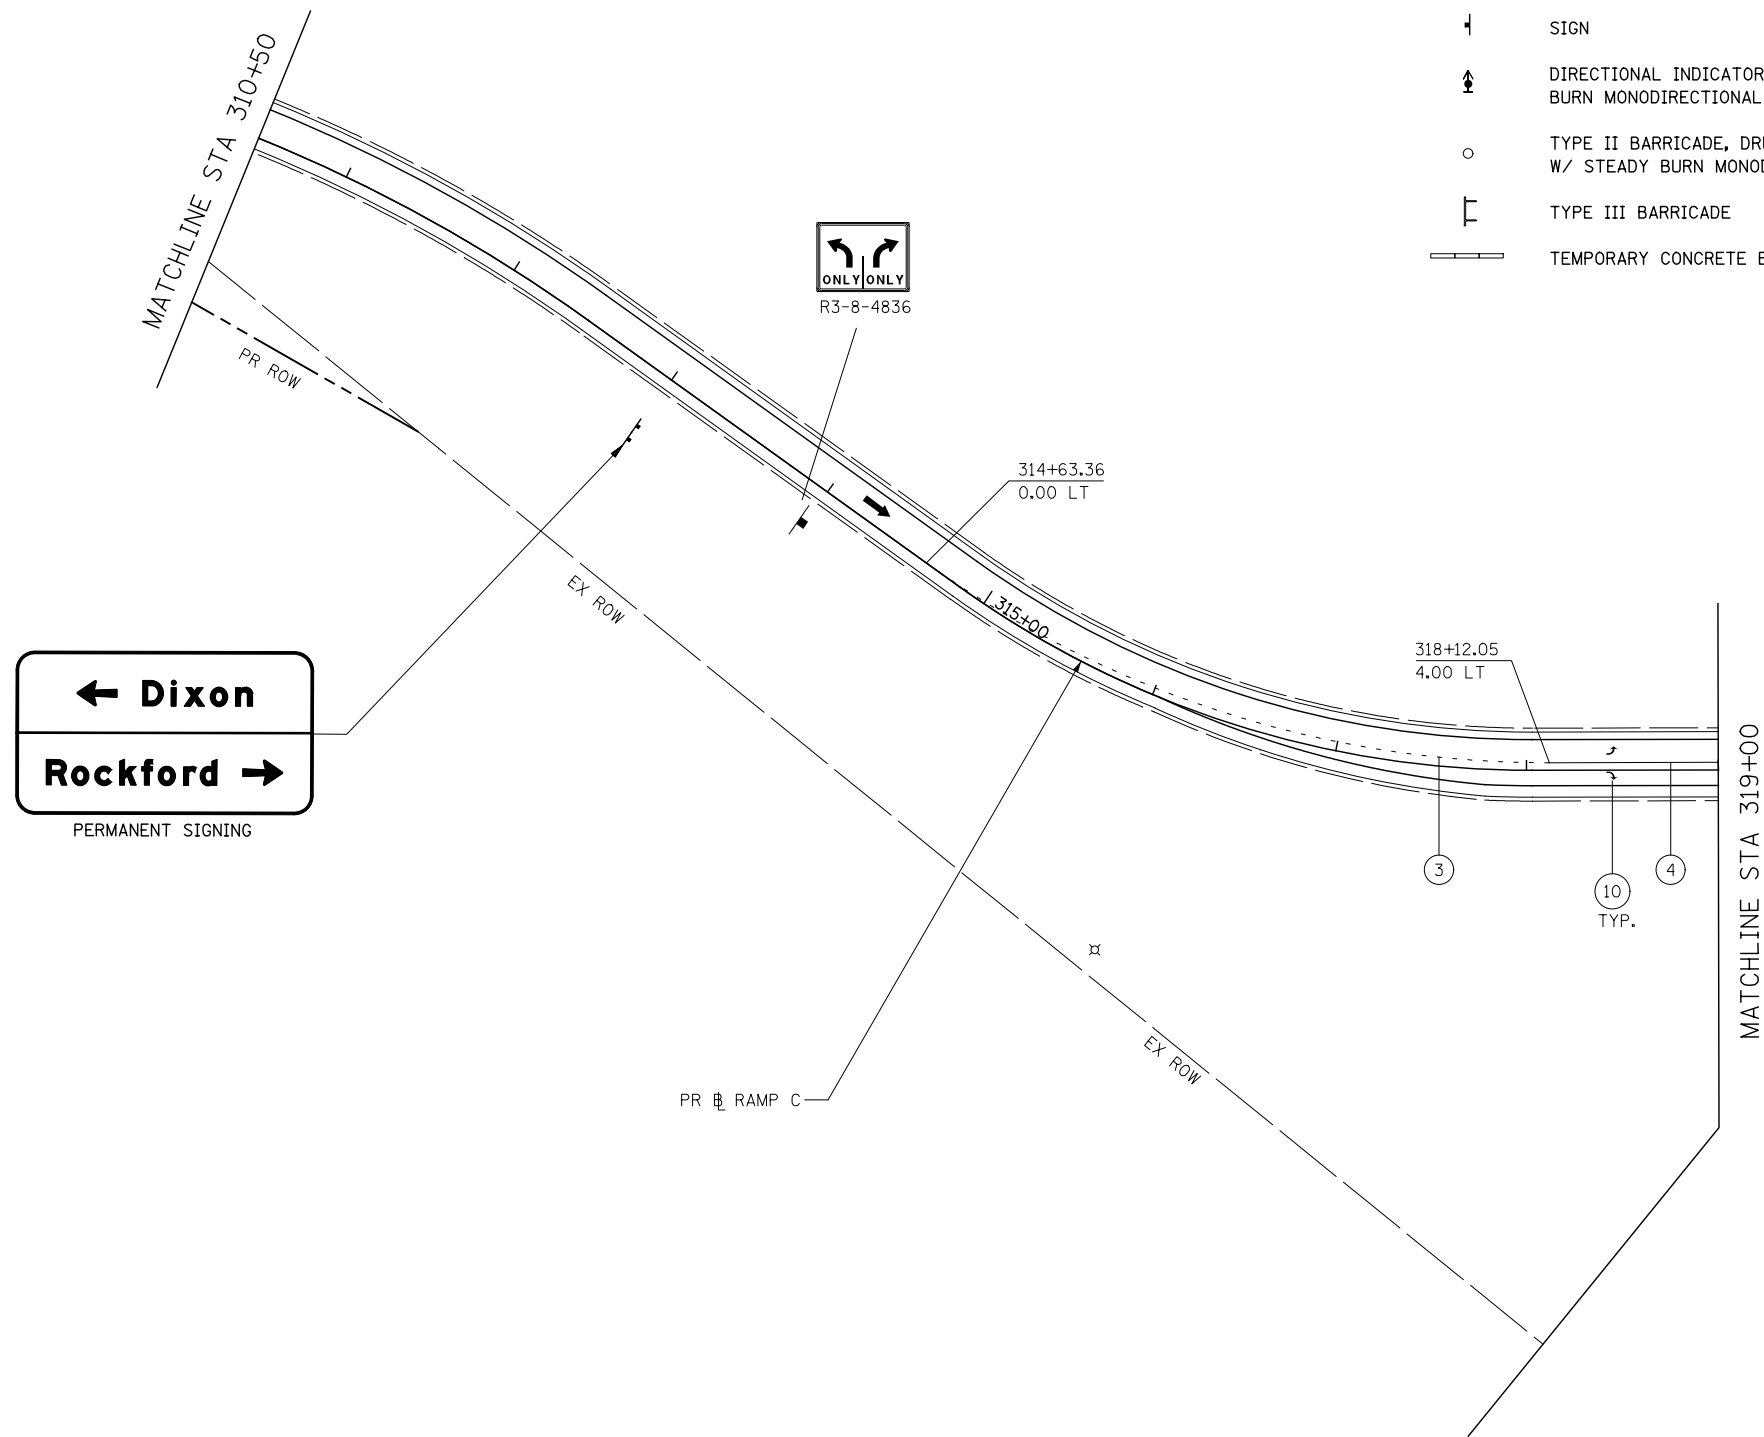 SIGN
DIRECTIONAL INDICATOR
BURN MONODIRECTIONAL
TYPE II BARRICADE, DR
W/ STEADY BURN MONO
TYPE III BARRICADE
TEMPORARY CONCRETE
MATCHLINE STA 310+50
PR ROW
ONLY ONLY
R3-8-4836
314+63.36
0.00 LT
EX ROW
315+00
318+12.05
4.00 LT
← Dixon
Rockford →
PERMANENT SIGNING
MATCHLINE STA 319+00
3
10
TYP.
4
EX ROW
PR ⅊ RAMP C